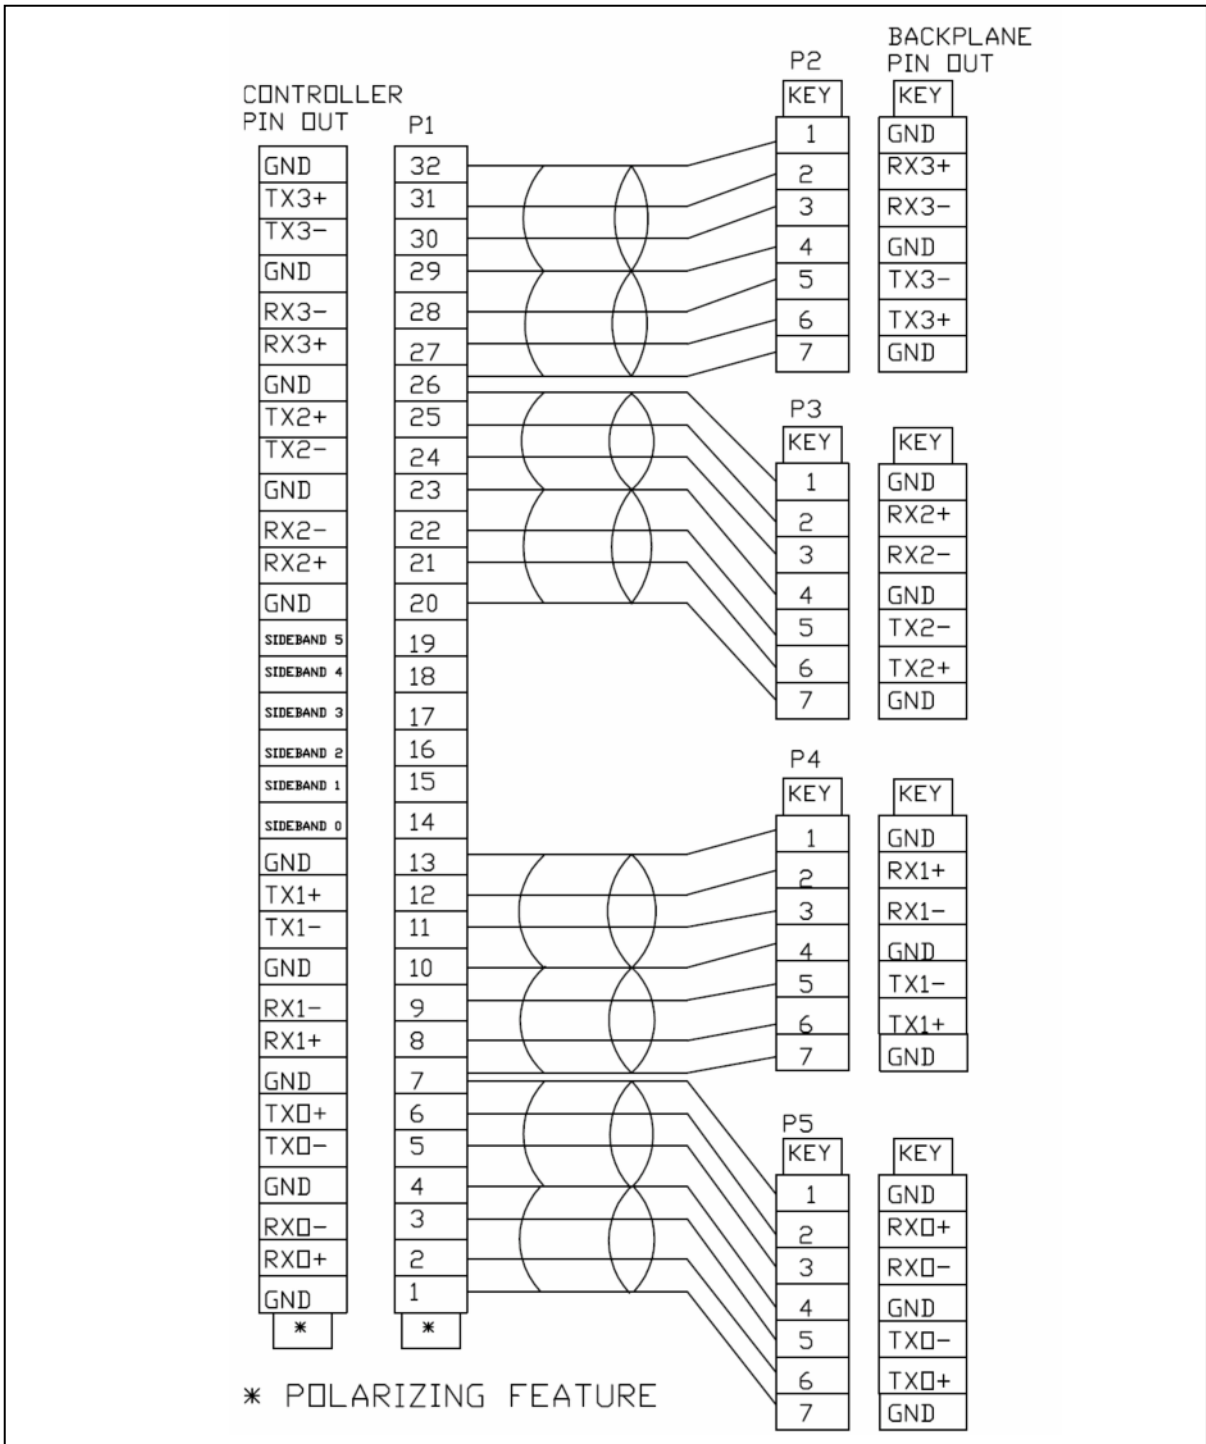 BACKPLANE
PIN OUT
CONTROLLER
PIN OUT
P1
P2
KEY KEY
1 GND
2 RX3+
3 RX3-
4 GND
5 TX3-
6 TX3+
7 GND
P3
KEY KEY
1 GND
2 RX2+
3 RX2-
4 GND
5 TX2-
6 TX2+
7 GND
P4
KEY KEY
1 GND
2 RX1+
3 RX1-
4 GND
5 TX1-
6 TX1+
7 GND
P5
KEY KEY
1 GND
2 RX0+
3 RX0-
4 GND
5 TX0-
6 TX0+
7 GND
GND 32
TX3+ 31
TX3- 30
GND 29
RX3- 28
RX3+ 27
GND 26
TX2+ 25
TX2- 24
GND 23
RX2- 22
RX2+ 21
GND 20
SIDEBAND 5 19
SIDEBAND 4 18
SIDEBAND 3 17
SIDEBAND 2 16
SIDEBAND 1 15
SIDEBAND 0 14
GND 13
TX1+ 12
TX1- 11
GND 10
RX1- 9
RX1+ 8
GND 7
TX0+ 6
TX0- 5
GND 4
RX0- 3
RX0+ 2
GND 1
* *
* POLARIZING FEATURE